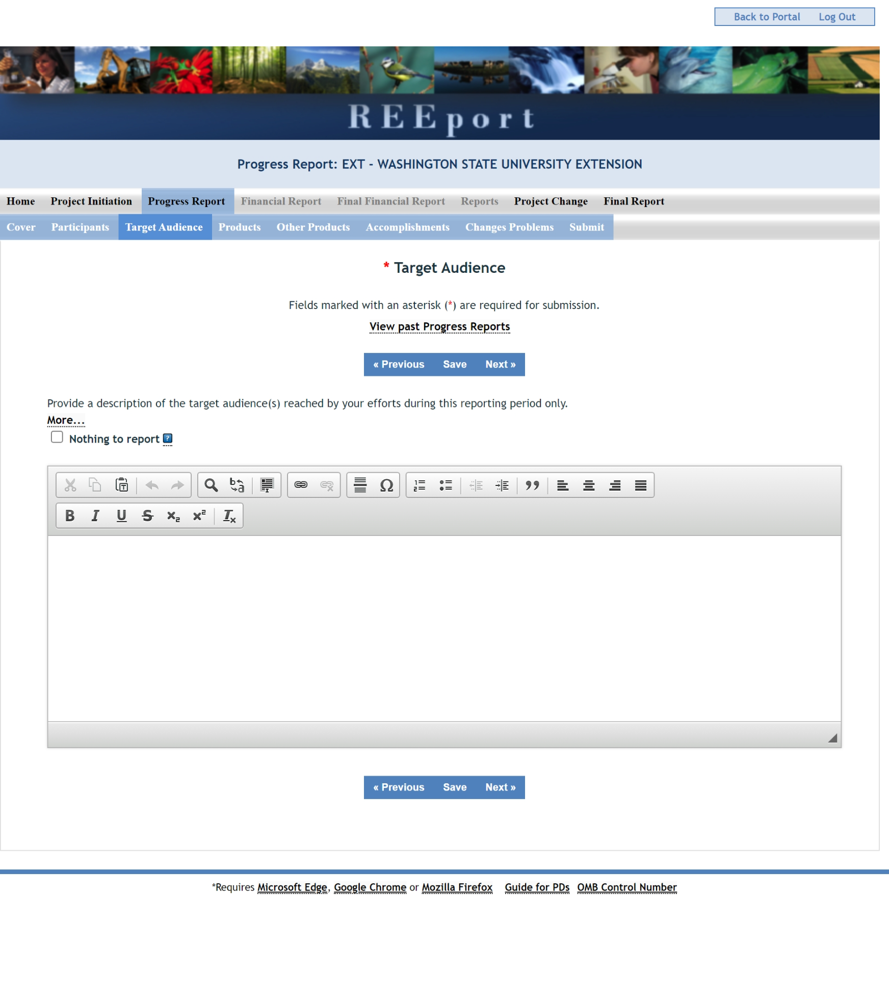 Back to Portal Log Out
REEport
Progress Report: EXT - WASHINGTON STATE UNIVERSITY EXTENSION
Home Project Initiation Progress Report Financial Report Final Financial Report Reports Project Change Final Report
Cover Participants Target Audience Products Other Products Accomplishments Changes Problems Submit
* Target Audience
Fields marked with an asterisk (*) are required for submission.
View past Progress Reports
« Previous Save Next »
Provide a description of the target audience(s) reached by your efforts during this reporting period only.
More...
Nothing to report
« Previous Save Next »
*Requires Microsoft Edge, Google Chrome or Mozilla Firefox Guide for PDs OMB Control Number